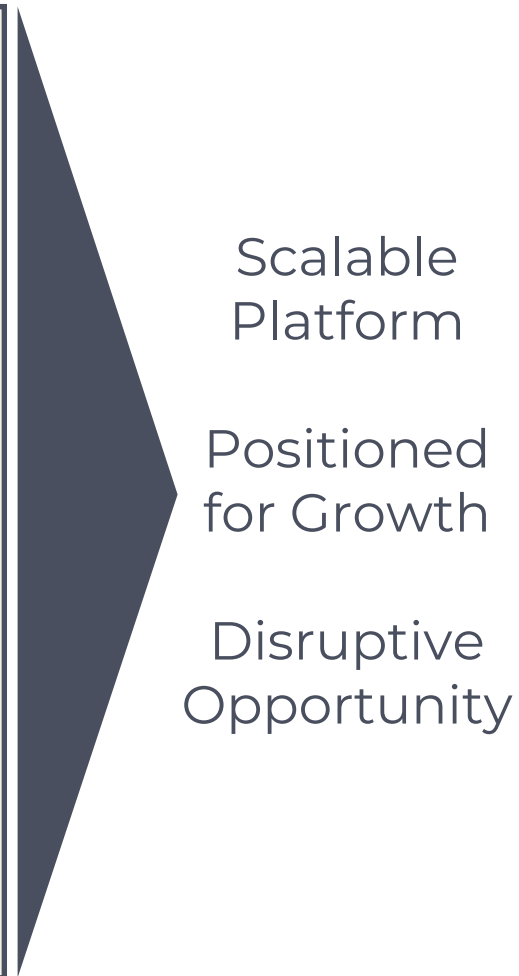 Scalable
Platform
Positioned
for Growth
Disruptive
Opportunity